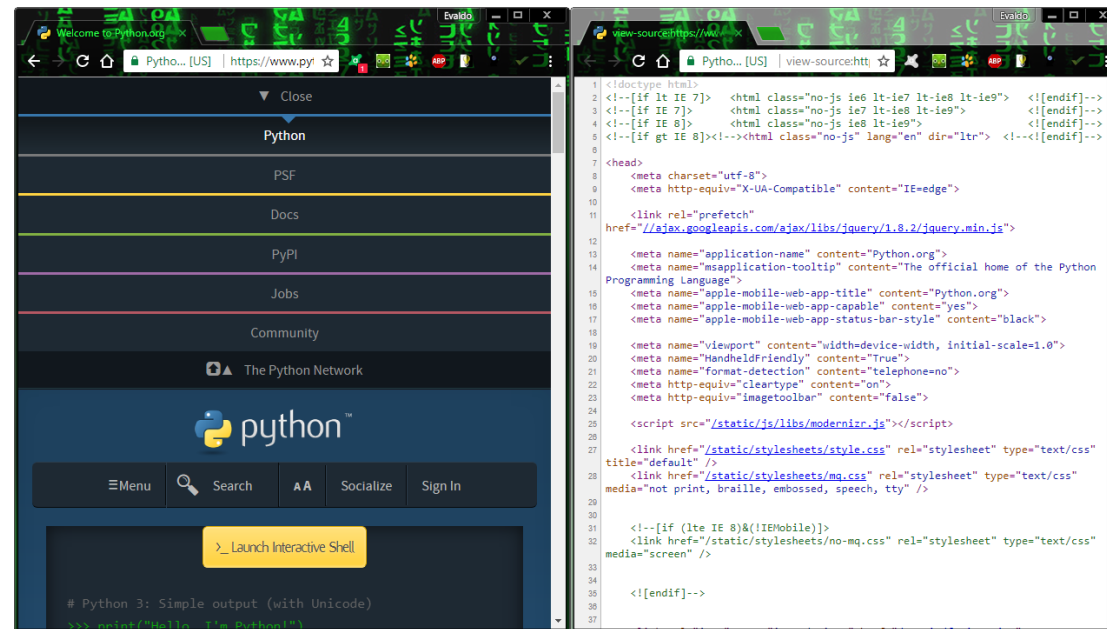 Evaldo
Welcome to Python.org
Pytho... [US] https://www.pyt
Close
Python
PSF
Docs
PyPI
Jobs
Community
The Python Network
python™
≡Menu Search AA Socialize Sign In
>_ Launch Interactive Shell
# Python 3: Simple output (with Unicode)
>>> print("Hello, I'm Python!")
Evaldo
view-source:https://ww
Pytho... [US] view-source:htt
1 <!doctype html>
2 <!--[if lt IE 7]> <html class="no-js ie6 lt-ie7 lt-ie8 lt-ie9"> <![endif]-->
3 <!--[if IE 7]> <html class="no-js ie7 lt-ie8 lt-ie9"> <![endif]-->
4 <!--[if IE 8]> <html class="no-js ie8 lt-ie9"> <![endif]-->
5 <!--[if gt IE 8]><!--><html class="no-js" lang="en" dir="ltr"> <!--<![endif]-->
6
7 <head>
8 <meta charset="utf-8">
9 <meta http-equiv="X-UA-Compatible" content="IE=edge">
10
11 <link rel="prefetch"
href="//ajax.googleapis.com/ajax/libs/jquery/1.8.2/jquery.min.js">
12
13 <meta name="application-name" content="Python.org">
14 <meta name="msapplication-tooltip" content="The official home of the Python
Programming Language">
15 <meta name="apple-mobile-web-app-title" content="Python.org">
16 <meta name="apple-mobile-web-app-capable" content="yes">
17 <meta name="apple-mobile-web-app-status-bar-style" content="black">
18
19 <meta name="viewport" content="width=device-width, initial-scale=1.0">
20 <meta name="HandheldFriendly" content="True">
21 <meta name="format-detection" content="telephone=no">
22 <meta http-equiv="cleartype" content="on">
23 <meta http-equiv="imagetoolbar" content="false">
24
25 <script src="/static/js/libs/modernizr.js"></script>
26
27 <link href="/static/stylesheets/style.css" rel="stylesheet" type="text/css"
title="default" />
28 <link href="/static/stylesheets/mq.css" rel="stylesheet" type="text/css"
media="not print, braille, embossed, speech, tty" />
29
30
31 <!--[if (lte IE 8)&(!IEMobile)]>
32 <link href="/static/stylesheets/no-mq.css" rel="stylesheet" type="text/css"
media="screen" />
33
34
35 <![endif]-->
36
37